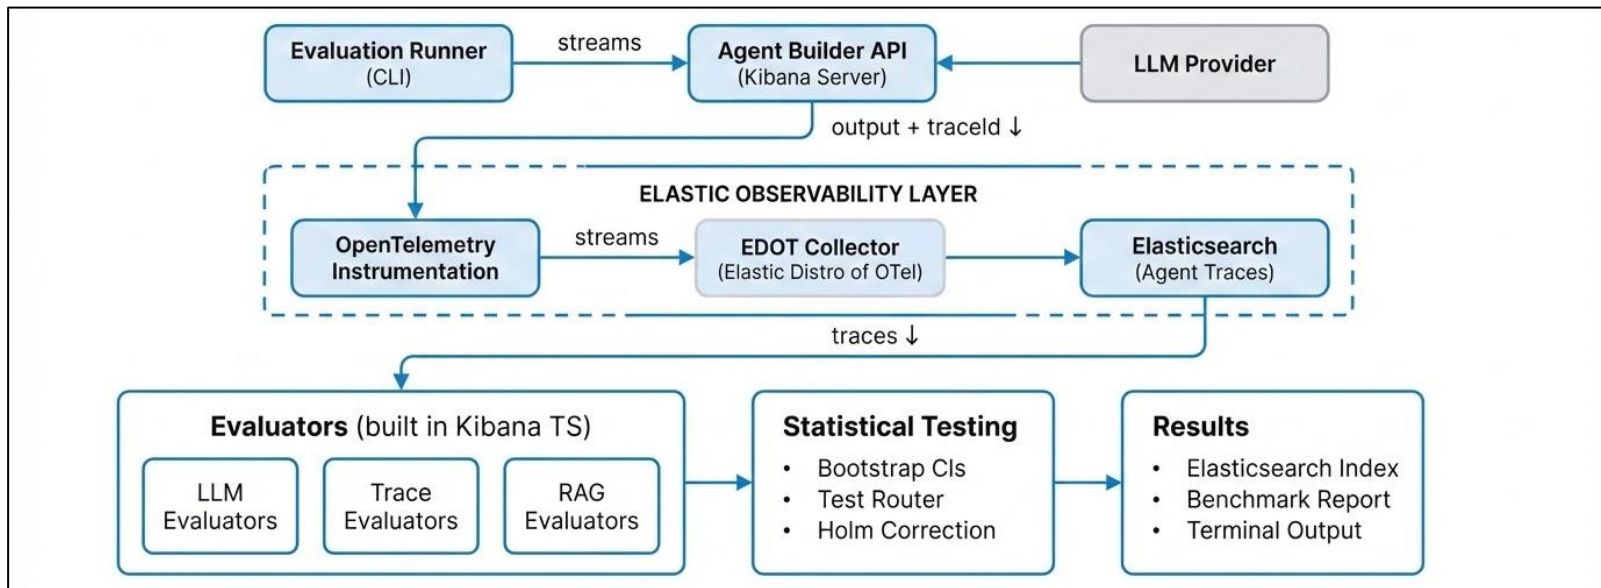 Evaluation Runner
(CLI)
streams
Agent Builder API
(Kibana Server)
LLM Provider
output + traceId ↓
ELASTIC OBSERVABILITY LAYER
OpenTelemetry
Instrumentation
streams
EDOT Collector
(Elastic Distro of OTel)
Elasticsearch
(Agent Traces)
traces ↓
Evaluators (built in Kibana TS)
LLM
Evaluators
Trace
Evaluators
RAG
Evaluators
Statistical Testing
• Bootstrap CIs
• Test Router
• Holm Correction
Results
• Elasticsearch Index
• Benchmark Report
• Terminal Output